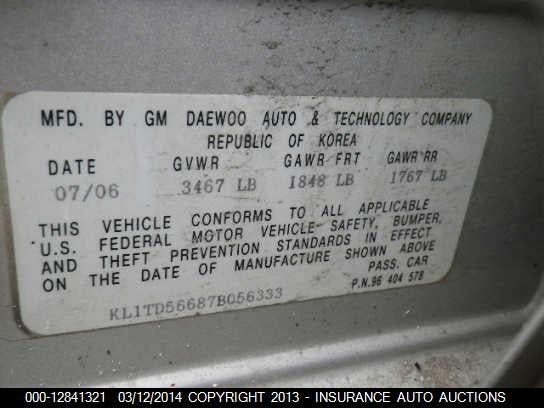 MFD. BY GM DAEWOO AUTO & TECHNOLOGY COMPANY
REPUBLIC OF KOREA
DATE GVWR GAWR FRT GAWR RR
07/06 3467 LB 1848 LB 1767 LB
THIS VEHICLE CONFORMS TO ALL APPLICABLE
U.S. FEDERAL MOTOR VEHICLE SAFETY, BUMPER,
AND THEFT PREVENTION STANDARDS IN EFFECT
ON THE DATE OF MANUFACTURE SHOWN ABOVE
PASS. CAR
KL1TD56687B056333 P.N.96 404 578
000-12841321 03/12/2014 COPYRIGHT 2013 - INSURANCE AUTO AUCTIONS